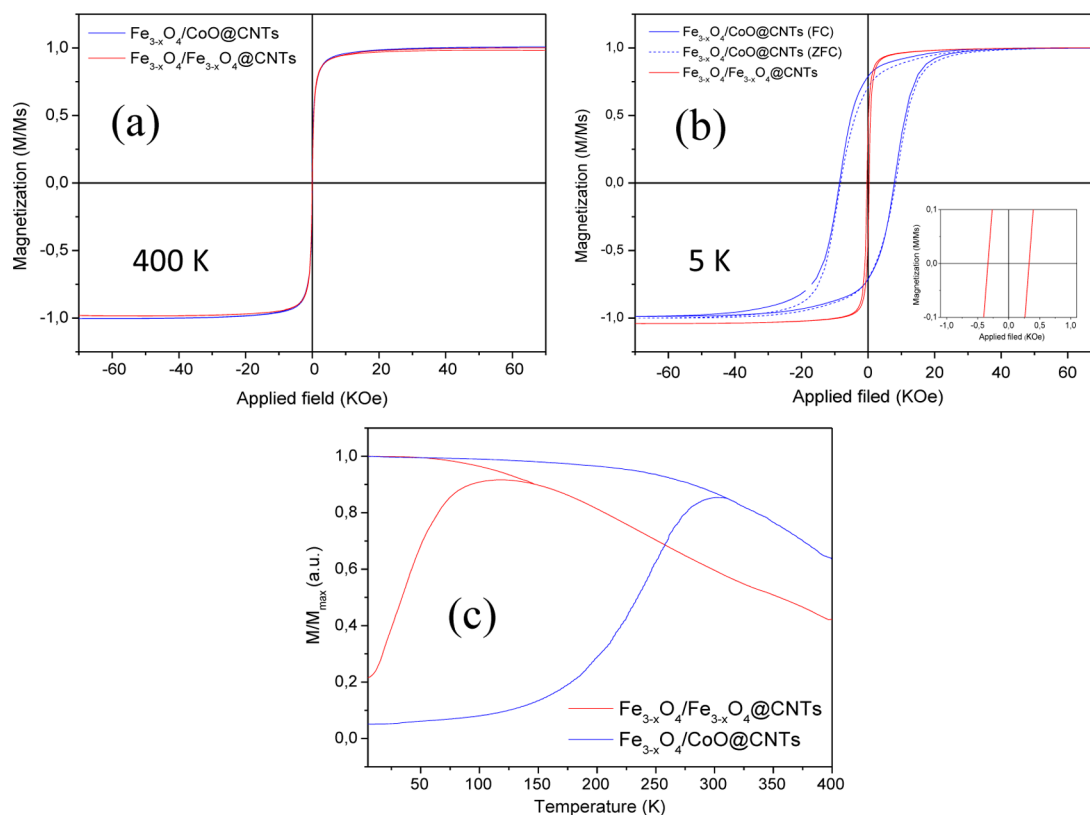 Fe3-xO4/CoO@CNTs
Fe3-xO4/Fe3-xO4@CNTs
(a)
400 K
Magnetization (M/Ms)
1,0
0,5
0,0
-0,5
-1,0
-60 -40 -20 0 20 40 60
Applied field (KOe)
Fe3-xO4/CoO@CNTs (FC)
Fe3-xO4/CoO@CNTs (ZFC)
Fe3-xO4/Fe3-xO4@CNTs
(b)
5 K
Magnetization (M/Ms)
1,0
0,5
0,0
-0,5
-1,0
-60 -40 -20 0 20 40 60
Applied filed (KOe)
Magnetization (M/Ms)
0,1
0,0
-0,1
-1,0 -0,5 0,0 0,5 1,0
Applied filed (KOe)
M/Mmax (a.u.)
1,0
0,8
0,6
0,4
0,2
0,0
(c)
Fe3-xO4/Fe3-xO4@CNTs
Fe3-xO4/CoO@CNTs
50 100 150 200 250 300 350 400
Temperature (K)